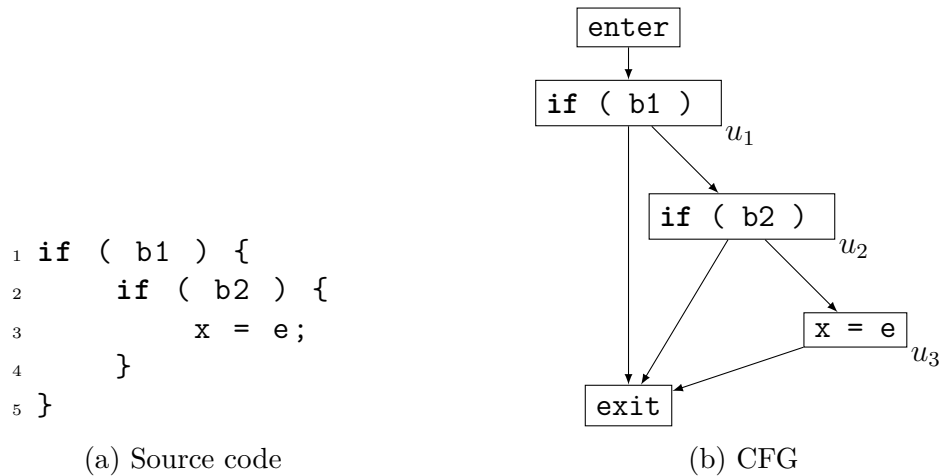 1 if ( b1 ) {
2 if ( b2 ) {
3 x = e;
4 }
5 }
(a) Source code
enter
if ( b1 )
u1
if ( b2 )
u2
x = e
u3
exit
(b) CFG